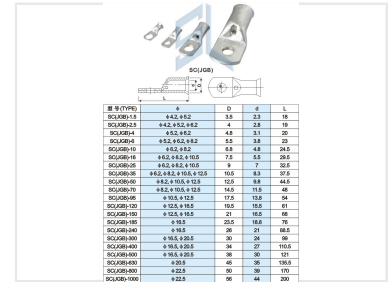 SC(JGB)
D
d
L
型 号(TYPE) ϕ D d L
SC(JGB)-1.5 ϕ4.2, ϕ5.2 3.5 2.3 18
SC(JGB)-2.5 ϕ4.2, ϕ5.2, ϕ6.2 4 2.8 19
SC(JGB)-4 ϕ5.2, ϕ6.2 4.8 3.1 20
SC(JGB)-6 ϕ5.2, ϕ6.2, ϕ8.2 5.5 3.8 23
SC(JGB)-10 ϕ6.2, ϕ8.2 6.8 4.8 24.5
SC(JGB)-16 ϕ6.2, ϕ8.2, ϕ10.5 7.5 5.5 29.5
SC(JGB)-25 ϕ6.2, ϕ8.2, ϕ10.5 9 7 32.5
SC(JGB)-35 ϕ6.2, ϕ8.2, ϕ10.5, ϕ12.5 10.5 8.3 37.5
SC(JGB)-50 ϕ8.2, ϕ10.5, ϕ12.5 12.5 9.8 44.5
SC(JGB)-70 ϕ8.2, ϕ10.5, ϕ12.5 14.5 11.5 48
SC(JGB)-95 ϕ10.5, ϕ12.5 17.5 13.8 54
SC(JGB)-120 ϕ12.5, ϕ16.5 19.5 15.5 61
SC(JGB)-150 ϕ12.5, ϕ16.5 21 16.5 68
SC(JGB)-185 ϕ16.5 23.5 18.8 76
SC(JGB)-240 ϕ16.5 26 21 88.5
SC(JGB)-300 ϕ16.5, ϕ20.5 30 24 99
SC(JGB)-400 ϕ16.5, ϕ20.5 34 27 110.5
SC(JGB)-500 ϕ16.5, ϕ20.5 38 30 121
SC(JGB)-630 ϕ20.5 45 35 135.5
SC(JGB)-800 ϕ22.5 50 39 170
SC(JGB)-1000 ϕ22.5 56 44 200